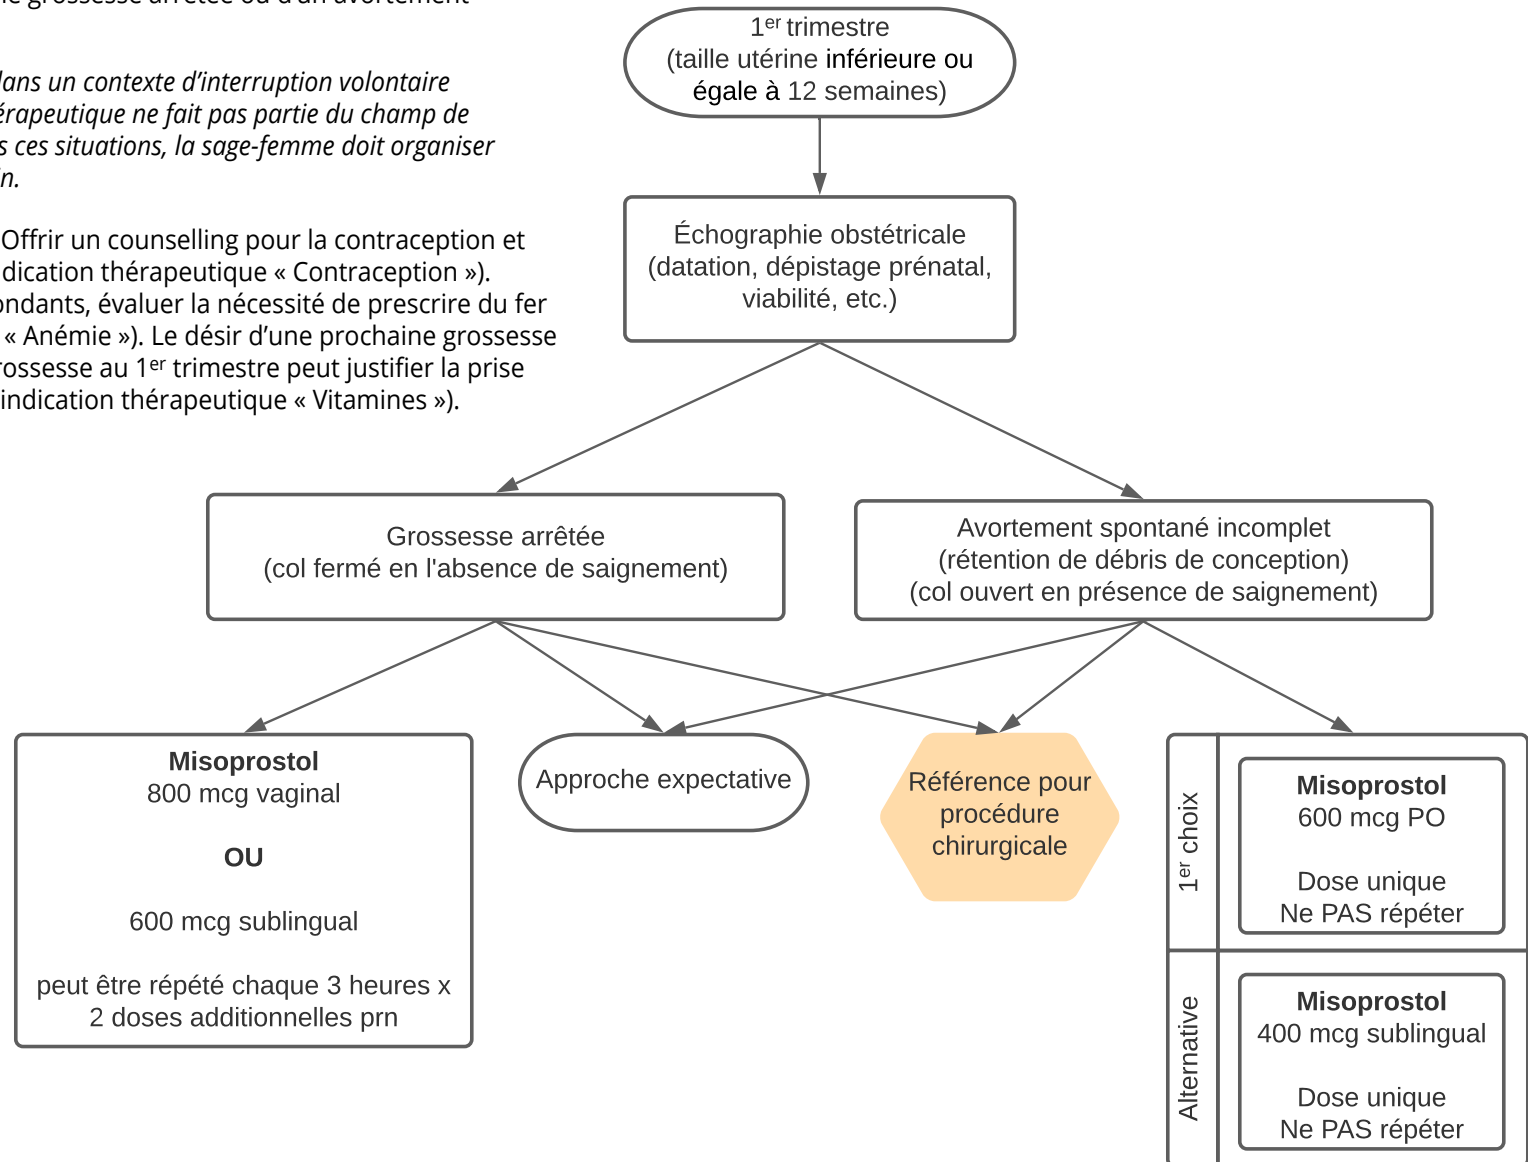 grossesse arrêtée ou d'un avortement
dans un contexte d'interruption volontaire
ne fait pas partie du champ de
ces situations, la sage-femme doit organiser
Offrir un counselling pour la contraception et
thérapeutique « Contraception »).
évaluer la nécessité de prescrire du fer
« Anémie »). Le désir d'une prochaine grossesse
au 1er trimestre peut justifier la prise
indication thérapeutique « Vitamines »).
1er trimestre
(taille utérine inférieure ou
égale à 12 semaines)
Échographie obstétricale
(datation, dépistage prénatal,
viabilité, etc.)
Grossesse arrêtée
(col fermé en l'absence de saignement)
Avortement spontané incomplet
(rétention de débris de conception)
(col ouvert en présence de saignement)
Misoprostol
800 mcg vaginal
OU
600 mcg sublingual
peut être répété chaque 3 heures x
2 doses additionnelles prn
Approche expectative
Référence pour
procédure
chirurgicale
1er choix
Misoprostol
600 mcg PO
Dose unique
Ne PAS répéter
Alternative
Misoprostol
400 mcg sublingual
Dose unique
Ne PAS répéter